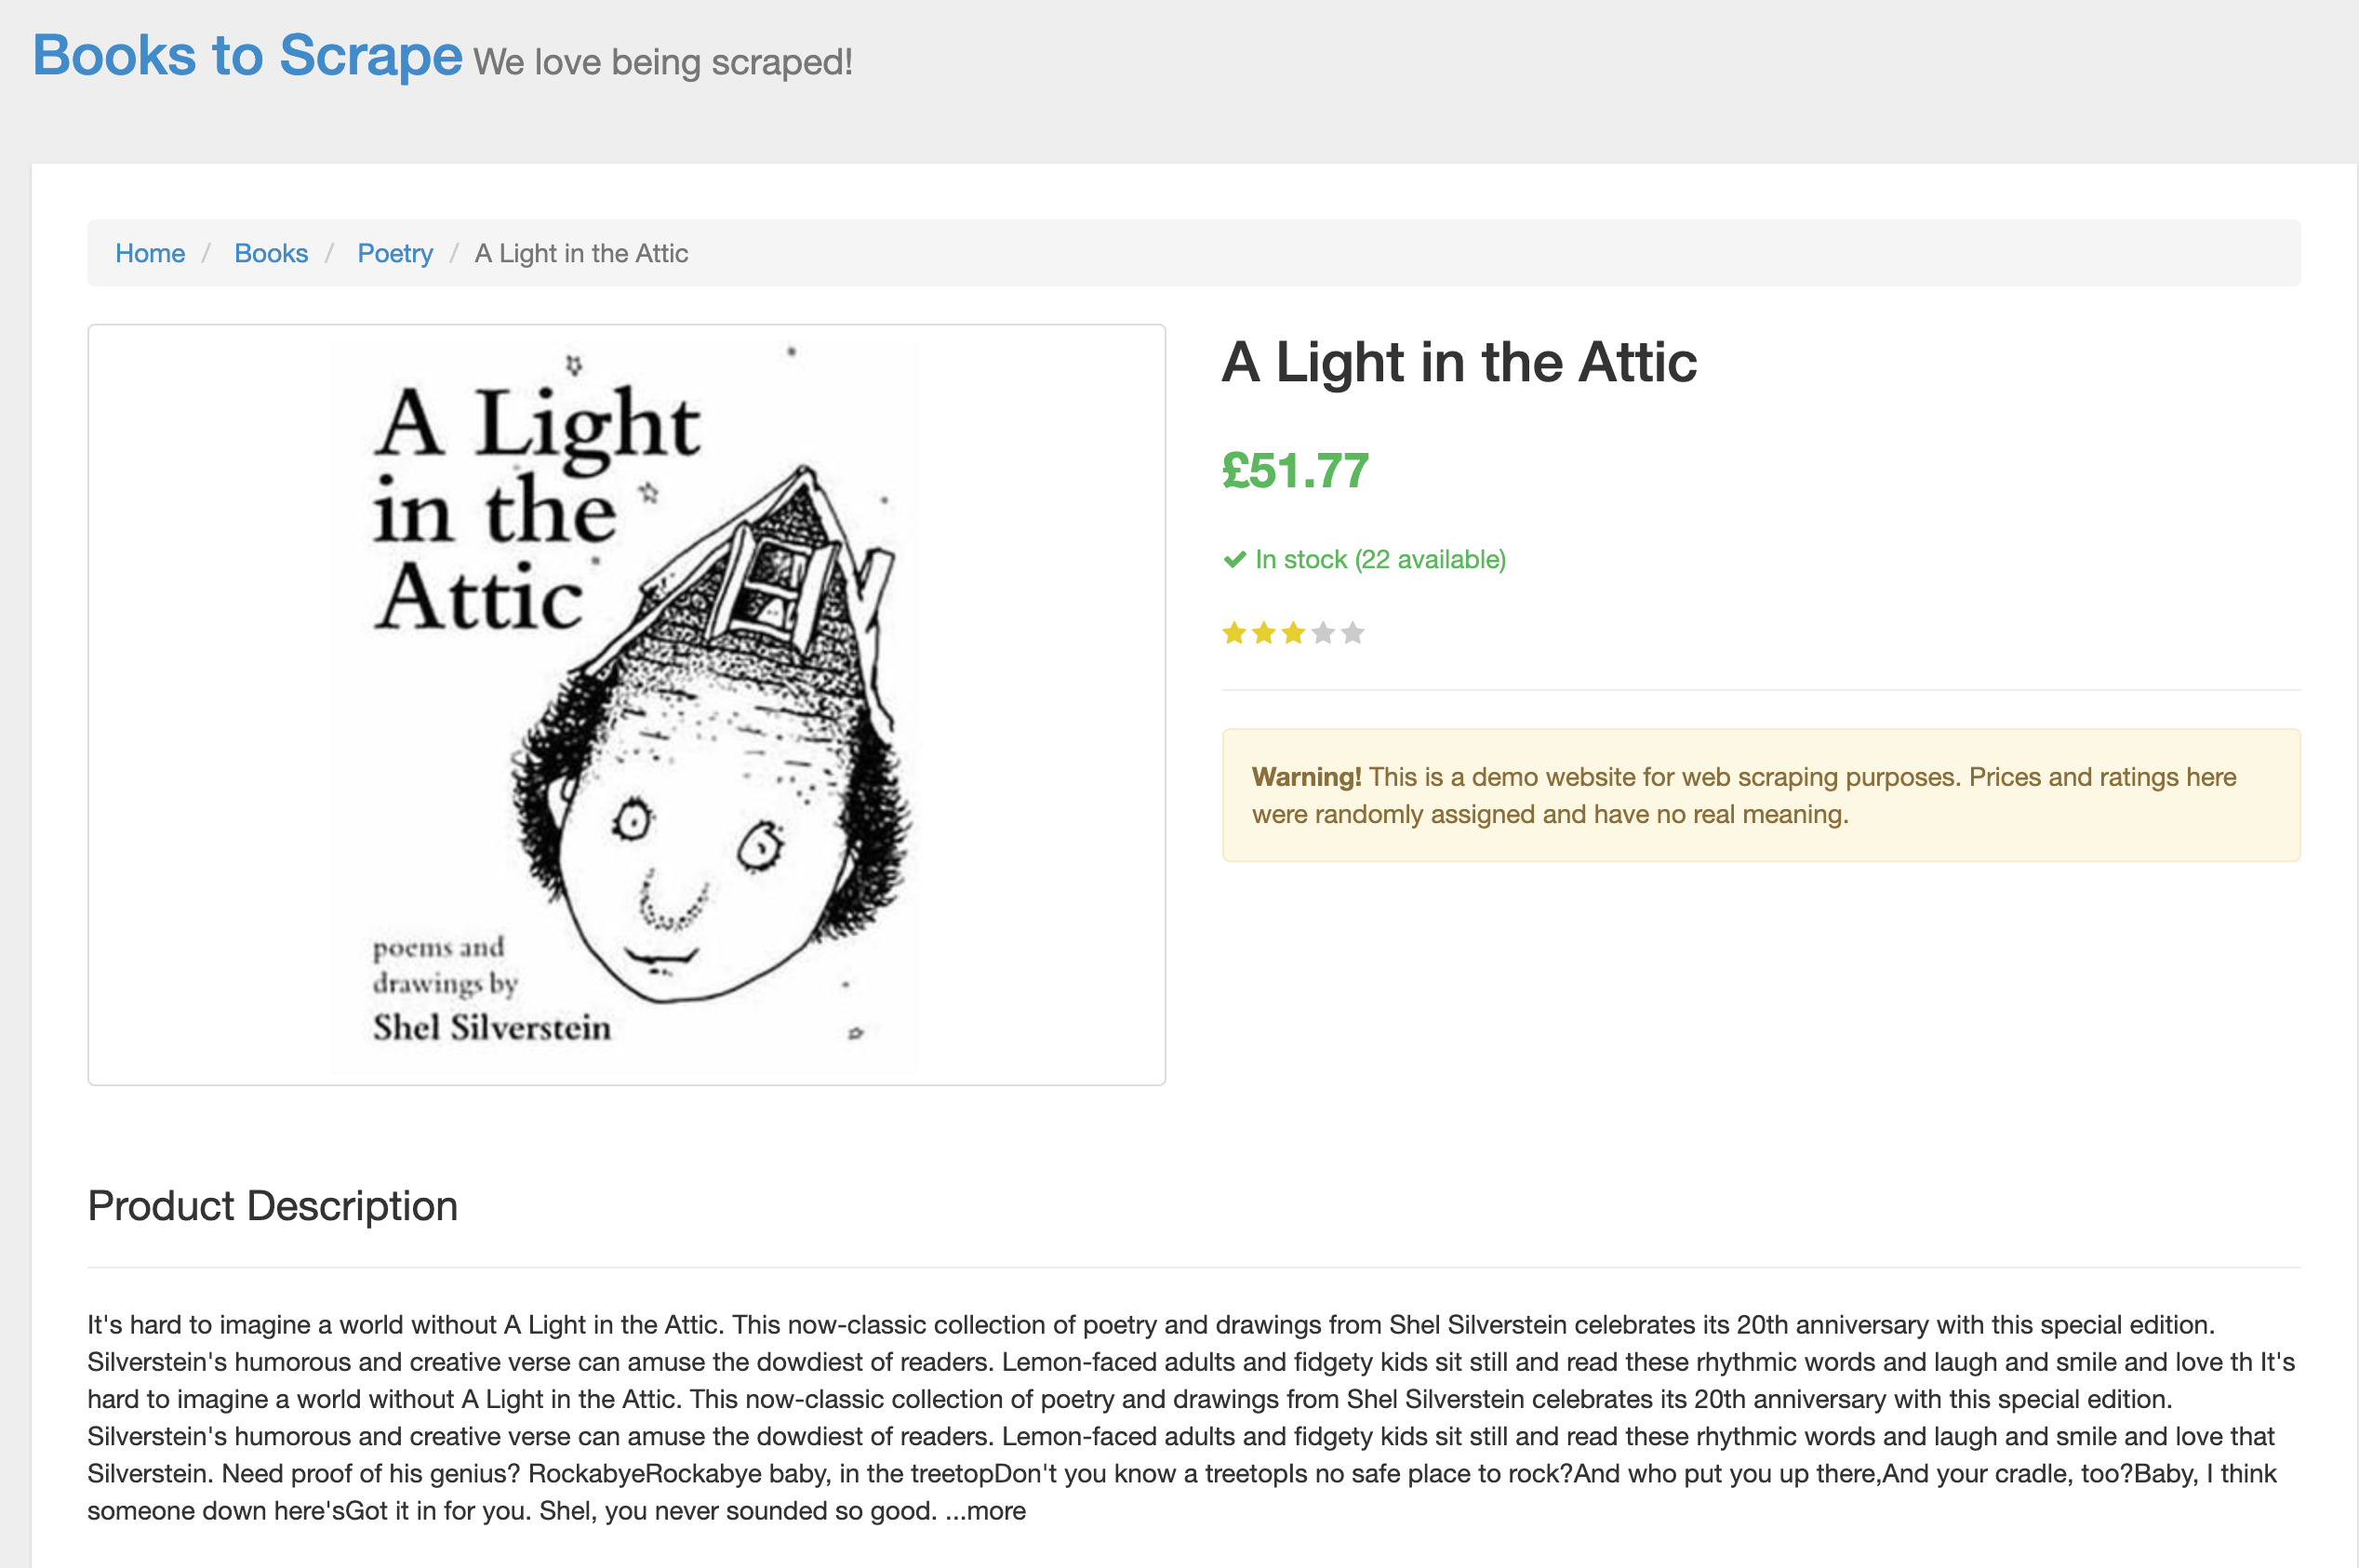 Books to Scrape We love being scraped!
Home / Books / Poetry / A Light in the Attic
A Light
in the
Attic
poems and
drawings by
Shel Silverstein
A Light in the Attic
£51.77
In stock (22 available)
Warning! This is a demo website for web scraping purposes. Prices and ratings here
were randomly assigned and have no real meaning.
Product Description
It's hard to imagine a world without A Light in the Attic. This now-classic collection of poetry and drawings from Shel Silverstein celebrates its 20th anniversary with this special edition.
Silverstein's humorous and creative verse can amuse the dowdiest of readers. Lemon-faced adults and fidgety kids sit still and read these rhythmic words and laugh and smile and love th It's
hard to imagine a world without A Light in the Attic. This now-classic collection of poetry and drawings from Shel Silverstein celebrates its 20th anniversary with this special edition.
Silverstein's humorous and creative verse can amuse the dowdiest of readers. Lemon-faced adults and fidgety kids sit still and read these rhythmic words and laugh and smile and love that
Silverstein. Need proof of his genius? RockabyeRockabye baby, in the treetopDon't you know a treetopIs no safe place to rock?And who put you up there,And your cradle, too?Baby, I think
someone down here'sGot it in for you. Shel, you never sounded so good. ...more